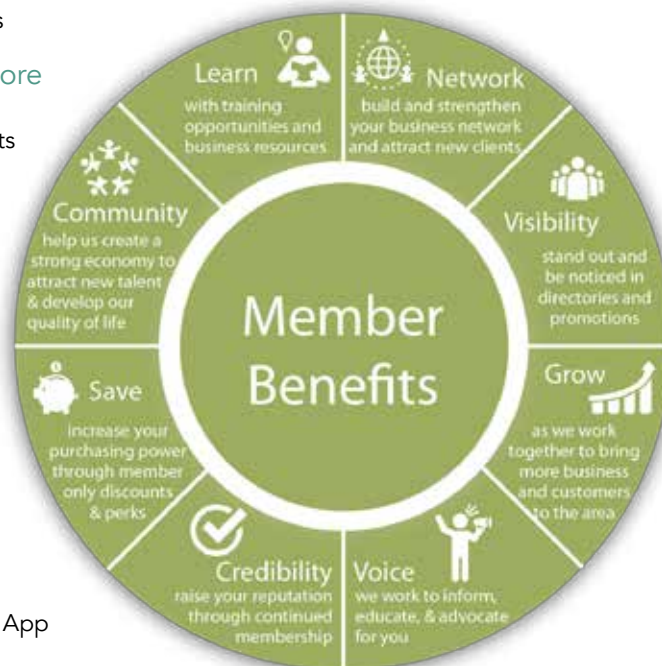 s
ore
ts
App
Member
Benefits
Learn
with training
opportunities and
business resources
Network
build and strengthen
your business network
and attract new clients
Visibility
stand out and
be noticed in
directories and
promotions
Grow
as we work
together to bring
more business
and customers
to the area
Voice
we work to inform,
educate, & advocate
for you
Credibility
raise your reputation
through continued
membership
Save
increase your
purchasing power
through member
only discounts
& perks
Community
help us create a
strong economy to
attract new talent
& develop our
quality of life